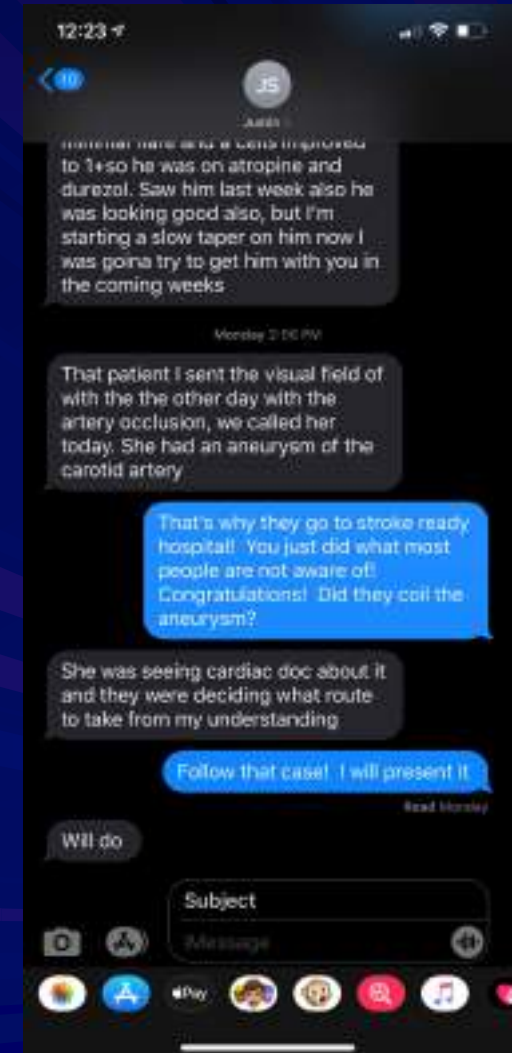 12:23
10
JS
Justin
to 1+so he was on atropine and
durezol. Saw him last week also he
was looking good also, but I'm
starting a slow taper on him now I
was goina try to get him with you in
the coming weeks
Monday 2:06 PM
That patient I sent the visual field of
with the the other day with the
artery occlusion, we called her
today. She had an aneurysm of the
carotid artery
That's why they go to stroke ready
hospital! You just did what most
people are not aware of!
Congratulations! Did they coil the
aneurysm?
She was seeing cardiac doc about it
and they were deciding what route
to take from my understanding
Follow that case! I will present it
Read Monday
Will do
Subject
iMessage
Pay